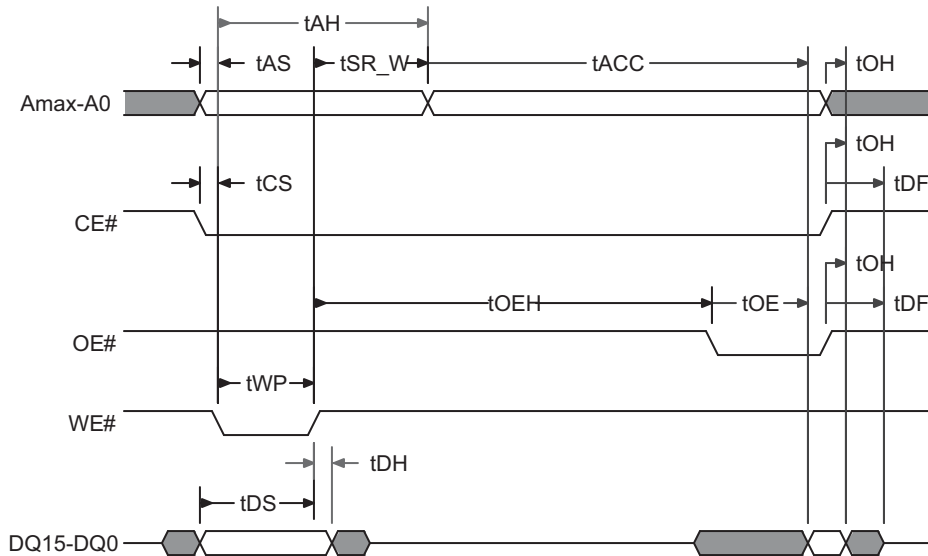 tAH
tAS tSR_W tACC tOH
Amax-A0
tOH
tCS tDF
CE#
tOH
tOEH tOE tDF
OE#
tWP
WE#
tDH
tDS
DQ15-DQ0